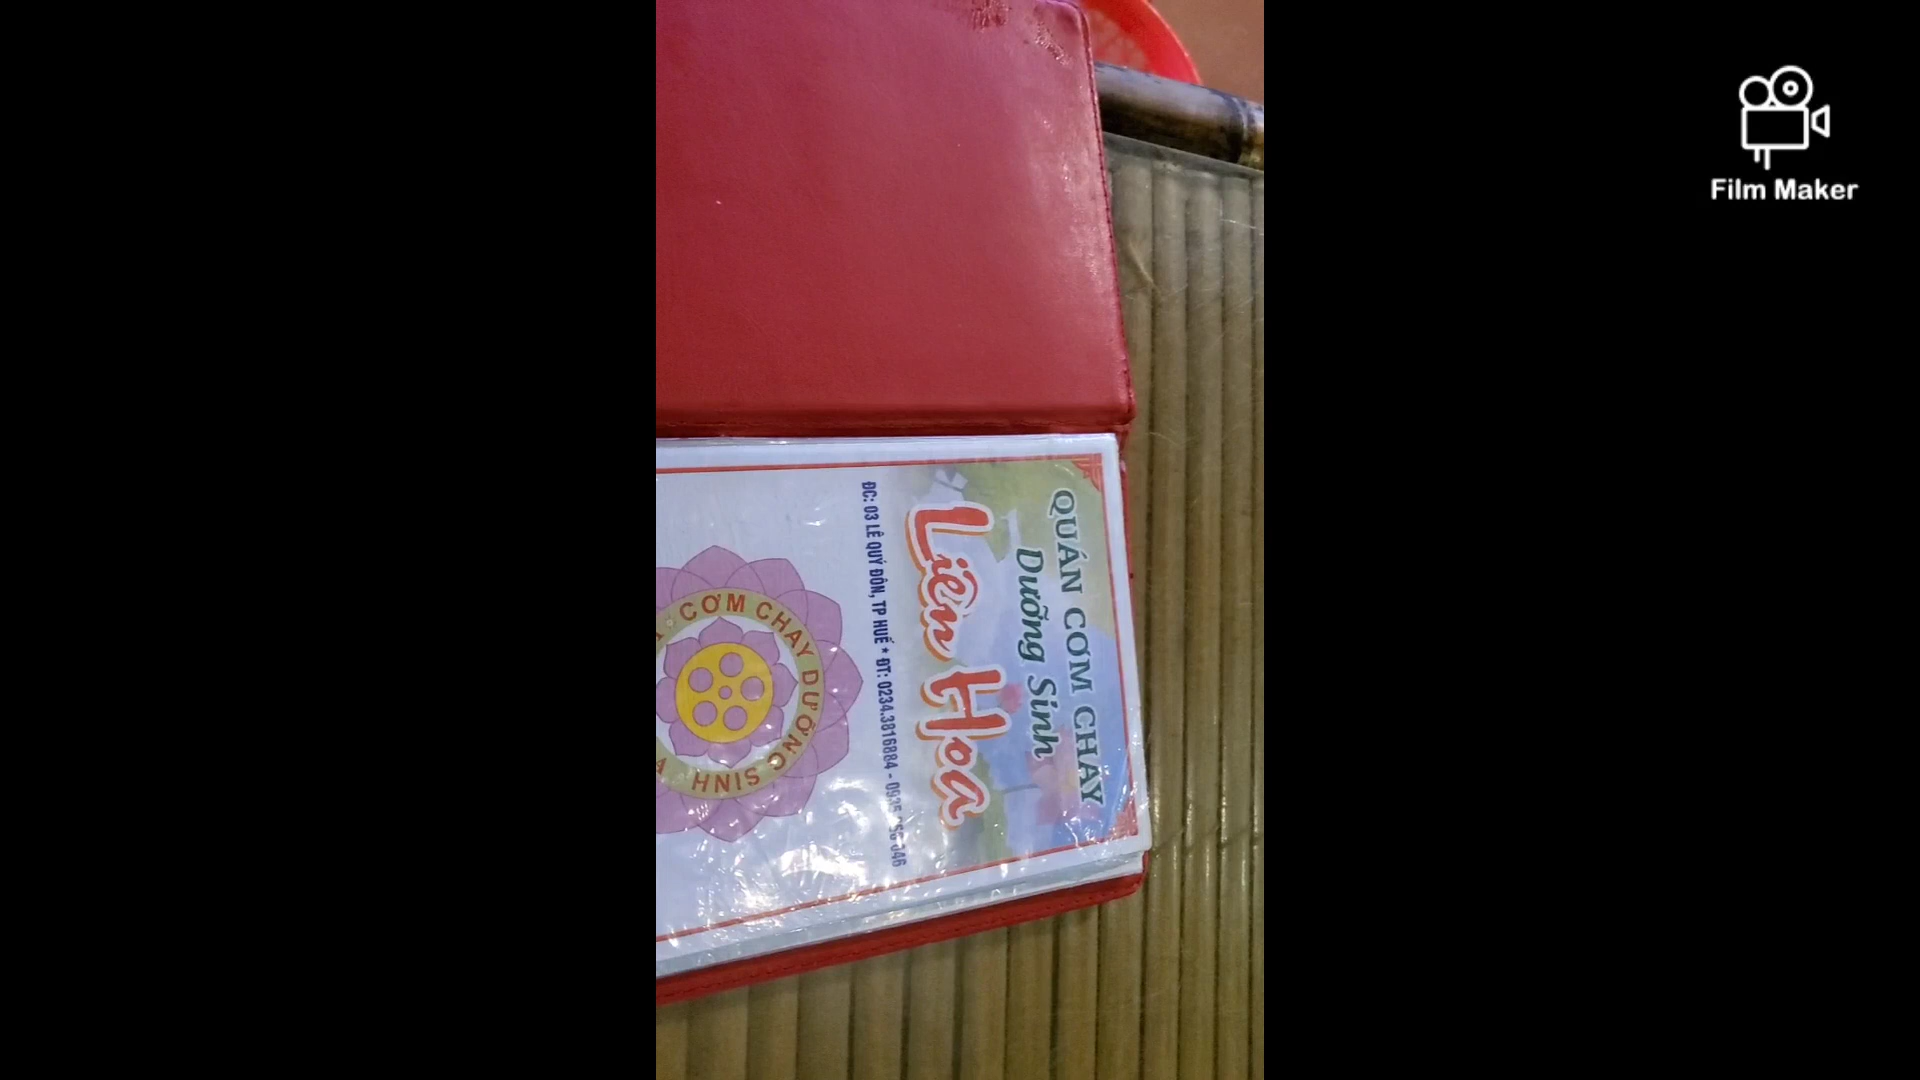 QUÁN CƠM CHAY
Dưỡng Sinh
Liên Hoa
ĐC: 03 LÊ QUÝ ĐÔN, TP HUẾ * ĐT: 0234.3816884 -
CƠM CHAY DƯỠNG SINH
Film Maker